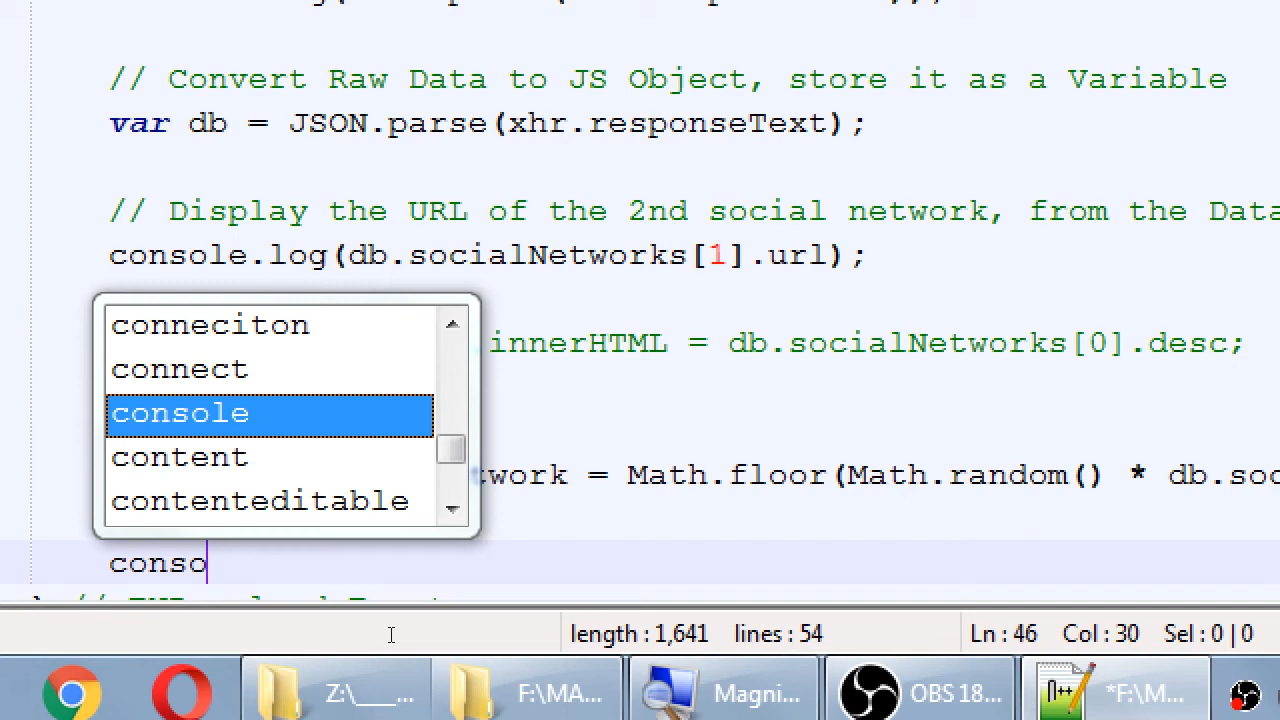 // Convert Raw Data to JS Object, store it as a Variable
var db = JSON.parse(xhr.responseText);
// Display the URL of the 2nd social network, from the Data
console.log(db.socialNetworks[1].url);
conneciton
innerHTML = db.socialNetworks[0].desc;
connect
console
content
twork = Math.floor(Math.random() * db.soc
contenteditable
conso
length : 1,641 lines : 54 Ln : 46 Col : 30 Sel : 0 | 0
Z:\___... F:\MA... Magni... OBS 18... *F:\M...